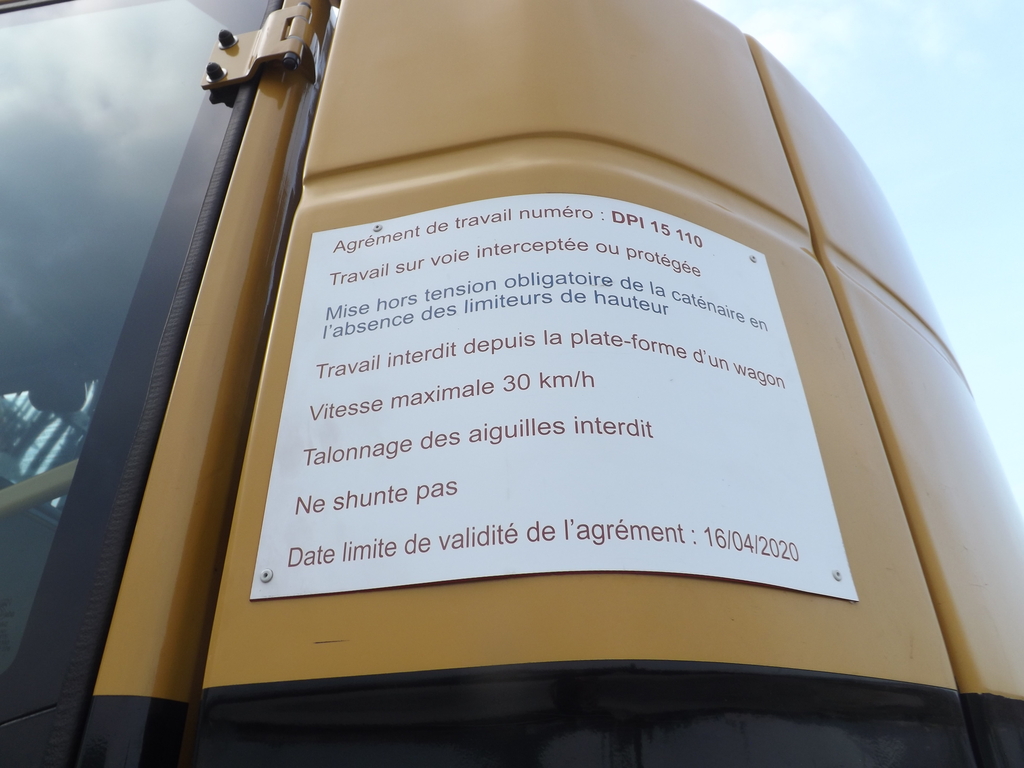 Agrément de travail numéro : DPI 15 110
Travail sur voie interceptée ou protégée
Mise hors tension obligatoire de la caténaire en
l'absence des limiteurs de hauteur
Travail interdit depuis la plate-forme d'un wagon
Vitesse maximale 30 km/h
Talonnage des aiguilles interdit
Ne shunte pas
Date limite de validité de l'agrément : 16/04/2020